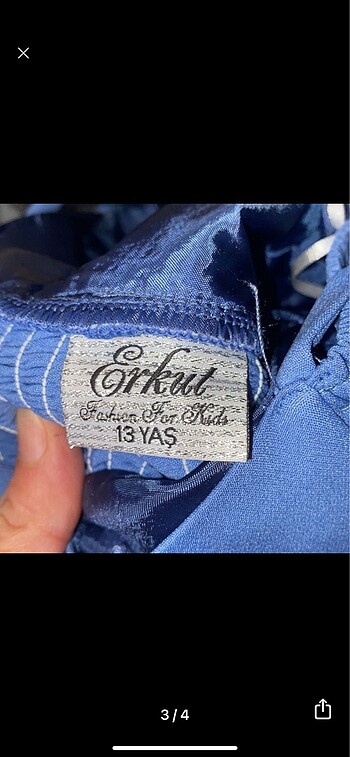 Erkut
Fashion For Kids
13 YAŞ
3/4